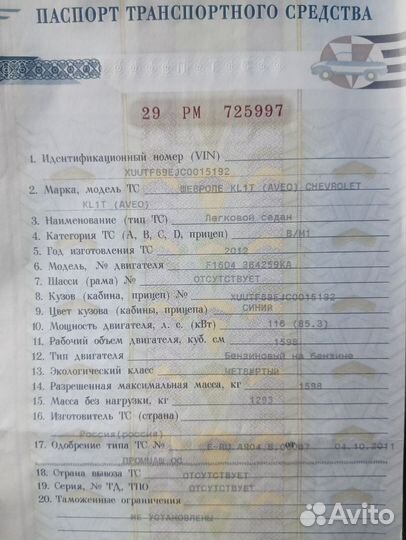 ПАСПОРТ ТРАНСПОРТНОГО СРЕДСТВА
29 РМ 725997
1. Идентификационный номер (VIN)
XUUTF69EJC0015192
2. Марка, модель ТС ШЕВРОЛЕ KL1T (AVEO) CHEVROLET
KL1T (AVEO)
3. Наименование (тип ТС) Легковой седан
4. Категория ТС (A, B, C, D, прицеп) B/M1
5. Год изготовления ТС 2012
6. Модель, № двигателя F16D4 364259KA
7. Шасси (рама) № ОТСУТСТВУЕТ
8. Кузов (кабина, прицеп) № XUUTF69EJC0015192
9. Цвет кузова (кабины, прицепа) СИНИЙ
10. Мощность двигателя, л. с. (кВт) 116 (85.3)
11. Рабочий объем двигателя, куб. см 1598
12. Тип двигателя Бензиновый на бензине
13. Экологический класс ЧЕТВЕРТЫЙ
14. Разрешенная максимальная масса, кг 1598
15. Масса без нагрузки, кг 1293
16. Изготовитель ТС (страна)
Россия(россия)
17. Одобрение типа ТС № от 04.10.2011
18. Страна вывоза ТС ОТСУТСТВУЕТ
19. Серия, № ТД, ТПО ОТСУТСТВУЕТ
20. Таможенные ограничения
НЕ УСТАНОВЛЕНЫ
Avito